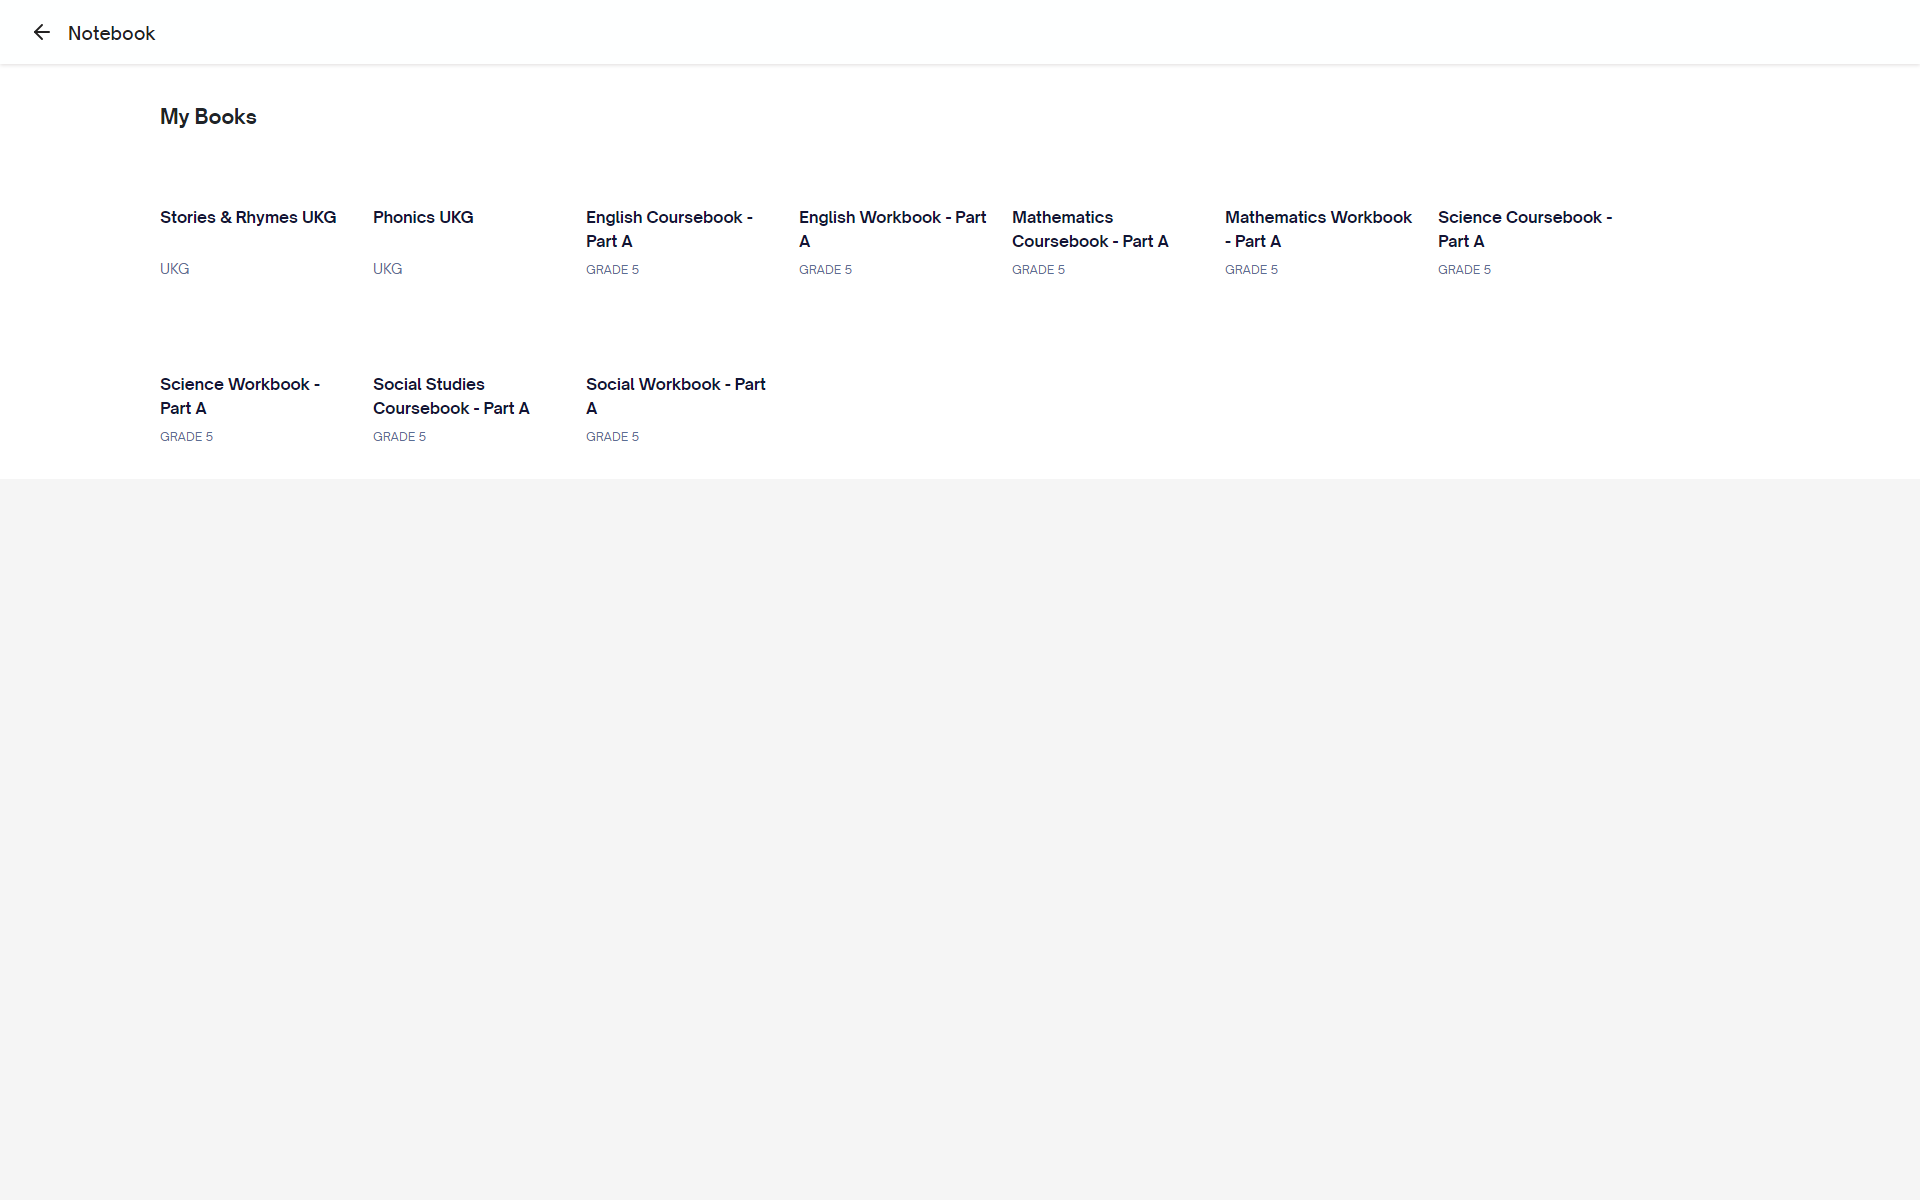 Notebook
My Books
Stories & Rhymes UKG
UKG
Phonics UKG
UKG
English Coursebook -
Part A
GRADE 5
English Workbook - Part
A
GRADE 5
Mathematics
Coursebook - Part A
GRADE 5
Mathematics Workbook
- Part A
GRADE 5
Science Coursebook -
Part A
GRADE 5
Science Workbook -
Part A
GRADE 5
Social Studies
Coursebook - Part A
GRADE 5
Social Workbook - Part
A
GRADE 5